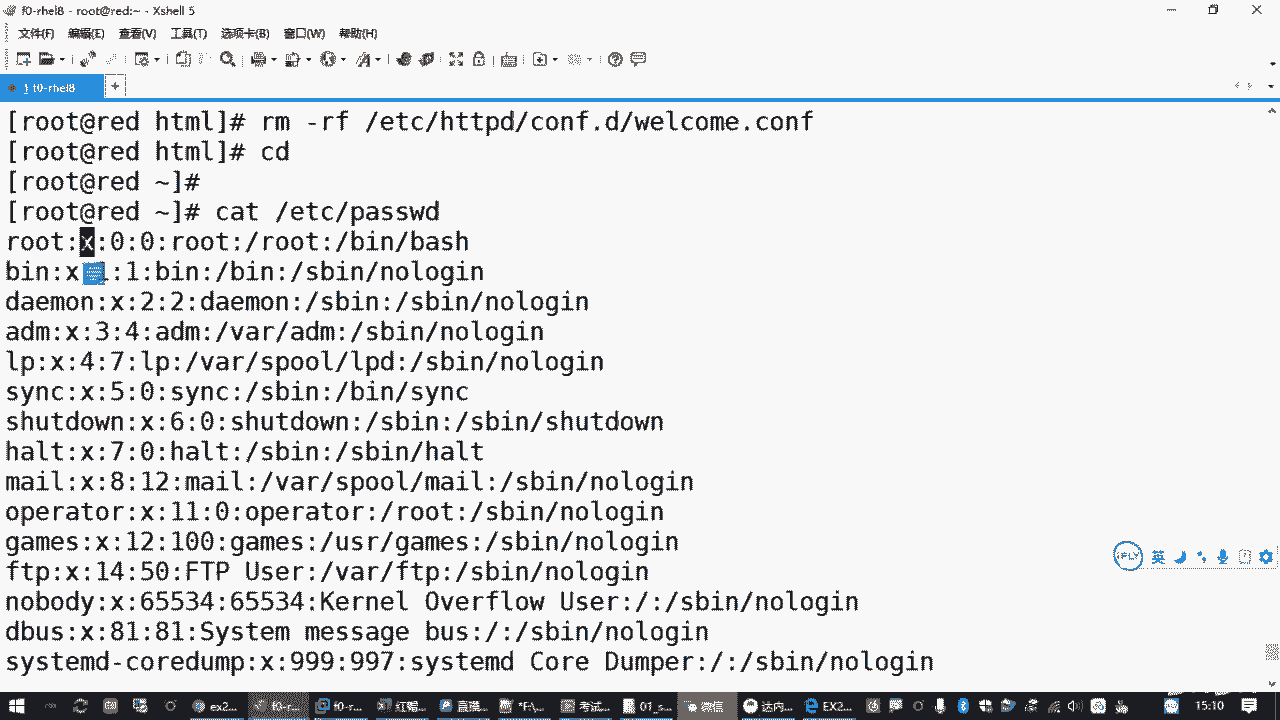 f0-rhel8 - root@red:~ - Xshell 5
文件(F) 编辑(E) 查看(V) 工具(T) 选项卡(B) 窗口(W) 帮助(H)
1 f0-rhel8
[root@red html]# rm -rf /etc/httpd/conf.d/welcome.conf
[root@red html]# cd
[root@red ~]#
[root@red ~]# cat /etc/passwd
root:x:0:0:root:/root:/bin/bash
bin:x:1:1:bin:/bin:/sbin/nologin
daemon:x:2:2:daemon:/sbin:/sbin/nologin
adm:x:3:4:adm:/var/adm:/sbin/nologin
lp:x:4:7:lp:/var/spool/lpd:/sbin/nologin
sync:x:5:0:sync:/sbin:/bin/sync
shutdown:x:6:0:shutdown:/sbin:/sbin/shutdown
halt:x:7:0:halt:/sbin:/sbin/halt
mail:x:8:12:mail:/var/spool/mail:/sbin/nologin
operator:x:11:0:operator:/root:/sbin/nologin
games:x:12:100:games:/usr/games:/sbin/nologin
ftp:x:14:50:FTP User:/var/ftp:/sbin/nologin
nobody:x:65534:65534:Kernel Overflow User:/:/sbin/nologin
dbus:x:81:81:System message bus:/:/sbin/nologin
systemd-coredump:x:999:997:systemd Core Dumper:/:/sbin/nologin
iFLY 英
ex2... f0-r... f0-r... 红帽... 直播... *F:\... 考试... 01_s... 微信 达内... EX2... 英 15:10